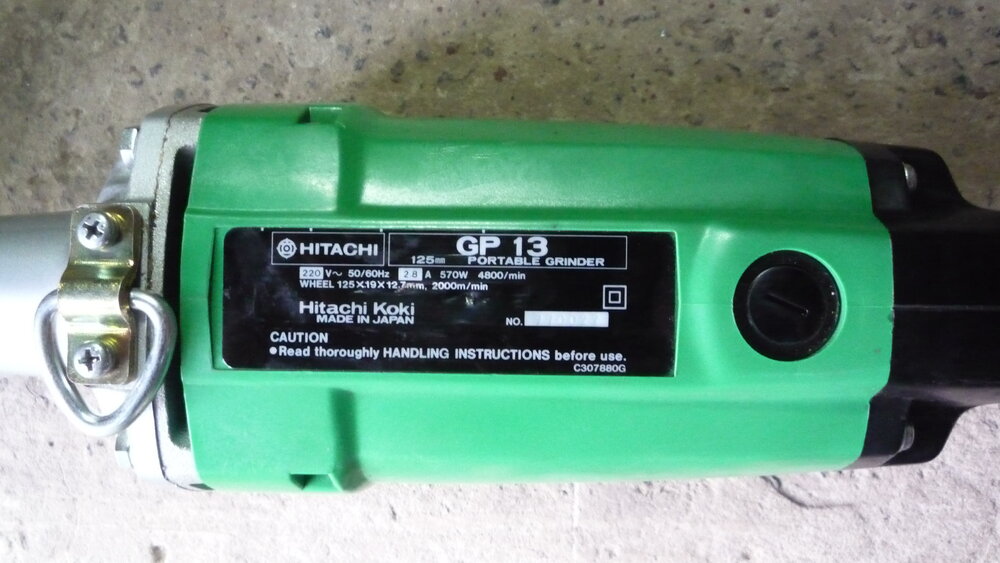 HITACHI
GP 13
125mm PORTABLE GRINDER
220 V～ 50/60Hz 2.8 A 570W 4800/min
WHEEL 125×19×12.7mm, 2000m/min
Hitachi Koki
MADE IN JAPAN
NO.
CAUTION
●Read thoroughly HANDLING INSTRUCTIONS before use.
C307880G